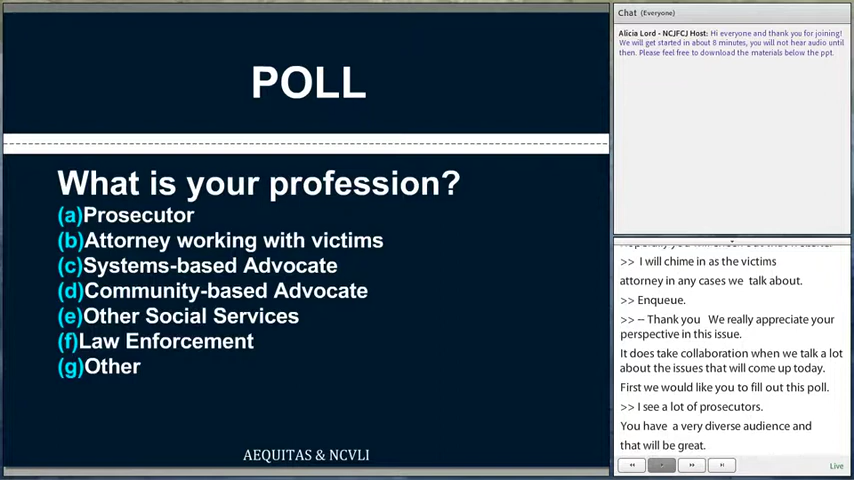 POLL
What is your profession?
(a)Prosecutor
(b)Attorney working with victims
(c)Systems-based Advocate
(d)Community-based Advocate
(e)Other Social Services
(f)Law Enforcement
(g)Other
AEQUITAS & NCVLI
Chat (Everyone)
Alicia Lord - NCJFCJ Host: Hi everyone and thank you for joining!
We will get started in about 8 minutes, you will not hear audio until
then. Please feel free to download the materials below the ppt.
>> I will chime in as the victims
attorney in any cases we talk about.
>> Enqueue.
>> -- Thank you We really appreciate your
perspective in this issue.
It does take collaboration when we talk a lot
about the issues that will come up today.
First we would like you to fill out this poll.
>> I see a lot of prosecutors.
You have a very diverse audience and
that will be great.
Live